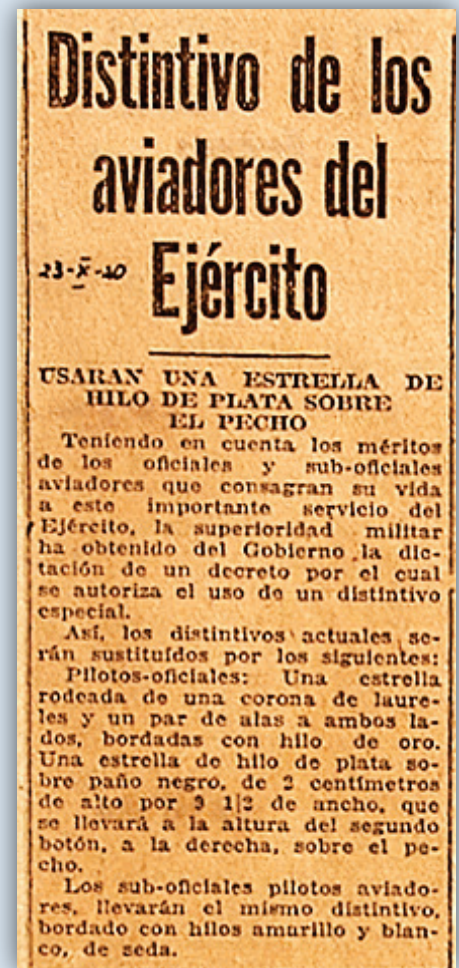 Distintivo de los
aviadores del
23-X-20 Ejército
USARAN UNA ESTRELLA DE
HILO DE PLATA SOBRE
EL PECHO
Teniendo en cuenta los méritos
de los oficiales y sub-oficiales
aviadores que consagran su vida
a este importante servicio del
Ejército, la superioridad militar
ha obtenido del Gobierno la dic-
tación de un decreto por el cual
se autoriza el uso de un distintivo
especial.
Así, los distintivos actuales se-
rán sustituídos por los siguientes:
Pilotos-oficiales: Una estrella
rodeada de una corona de laure-
les y un par de alas a ambos la-
dos, bordadas con hilo de oro.
Una estrella de hilo de plata so-
bre paño negro, de 2 centímetros
de alto por 9 1|2 de ancho, que
se llevará a la altura del segundo
botón, a la derecha, sobre el pe-
cho.
Los sub-oficiales pilotos aviado-
res, llevarán el mismo distintivo,
bordado con hilos amarillo y blan-
co, de seda.